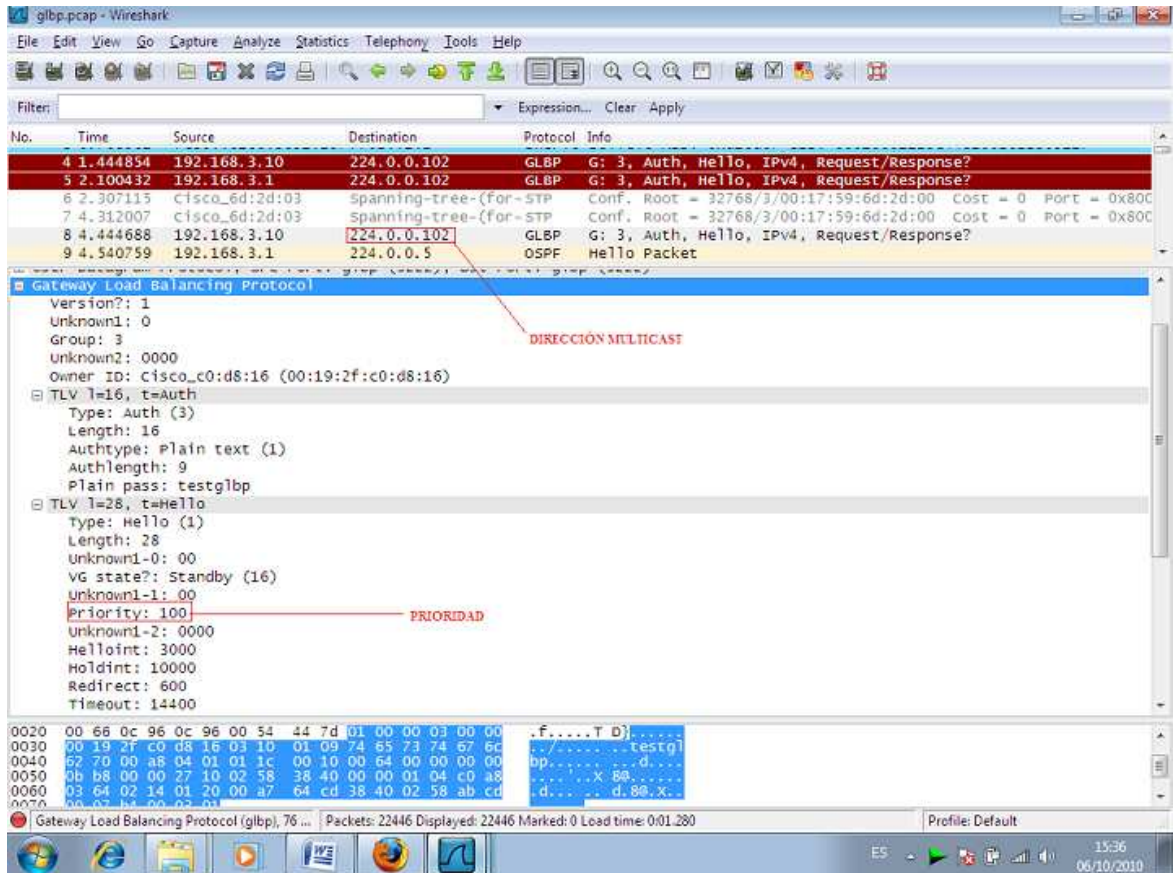 glbp.pcap - Wireshark
File Edit View Go Capture Analyze Statistics Telephony Tools Help
Filter: Expression... Clear Apply
No. Time Source Destination Protocol Info
4 1.444854 192.168.3.10 224.0.0.102 GLBP G: 3, Auth, Hello, IPv4, Request/Response?
5 2.100432 192.168.3.1 224.0.0.102 GLBP G: 3, Auth, Hello, IPv4, Request/Response?
6 2.307115 Cisco_6d:2d:03 Spanning-tree-(for- STP Conf. Root = 32768/3/00:17:59:6d:2d:00 Cost = 0 Port = 0x80C
7 4.312007 Cisco_6d:2d:03 Spanning-tree-(for- STP Conf. Root = 32768/3/00:17:59:6d:2d:00 Cost = 0 Port = 0x80C
8 4.444688 192.168.3.10 224.0.0.102 GLBP G: 3, Auth, Hello, IPv4, Request/Response?
9 4.540759 192.168.3.1 224.0.0.5 OSPF Hello Packet
Gateway Load Balancing Protocol
Version?: 1
Unknown1: 0
Group: 3
DIRECCIÓN MULTICAST
Unknown2: 0000
Owner ID: Cisco_c0:d8:16 (00:19:2f:c0:d8:16)
TLV l=16, t=Auth
Type: Auth (3)
Length: 16
Authtype: Plain text (1)
Authlength: 9
Plain pass: testglbp
TLV l=28, t=Hello
Type: Hello (1)
Length: 28
Unknown1-0: 00
VG state?: Standby (16)
Unknown1-1: 00
Priority: 100
PRIORIDAD
Unknown1-2: 0000
Helloint: 3000
Holdint: 10000
Redirect: 600
Timeout: 14400
0020 00 66 0c 96 0c 96 00 54 44 7d 01 00 00 03 00 00 .f.....T D}......
0030 00 19 2f c0 d8 16 03 10 01 09 74 65 73 74 67 6c ../..... ..testgl
0040 62 70 00 a8 04 01 01 1c 00 10 00 64 00 00 00 00 bp...... ...d....
0050 0b b8 00 00 27 10 02 58 38 40 00 00 01 04 c0 a8 ....'..X 8@......
0060 03 64 02 14 01 20 00 a7 64 cd 38 40 02 58 ab cd .d... .. d.8@.X..
0070 00 07 b4 00 03 01
Gateway Load Balancing Protocol (glbp), 76 ... Packets: 22446 Displayed: 22446 Marked: 0 Load time: 0:01.280 Profile: Default
ES 15:36
06/10/2010